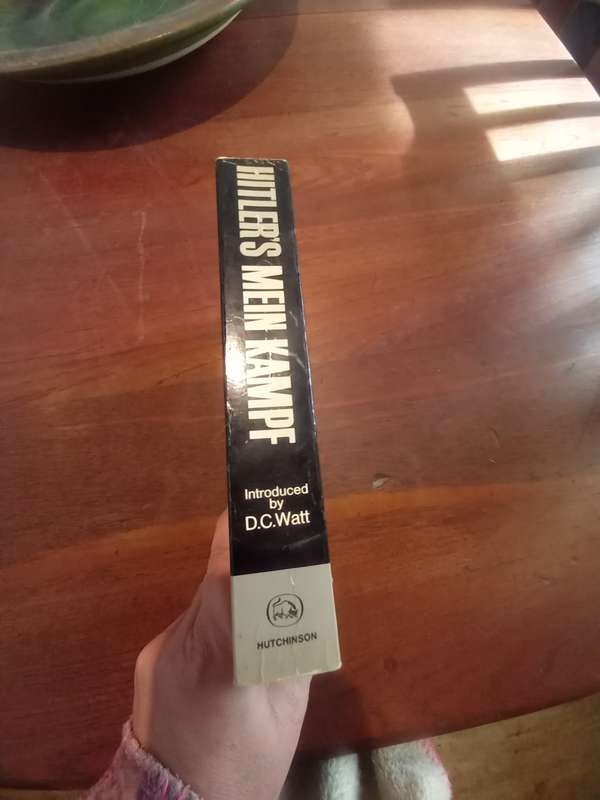 HITLER'S MEIN KAMPF
Introduced
by
D.C.Watt
HUTCHINSON